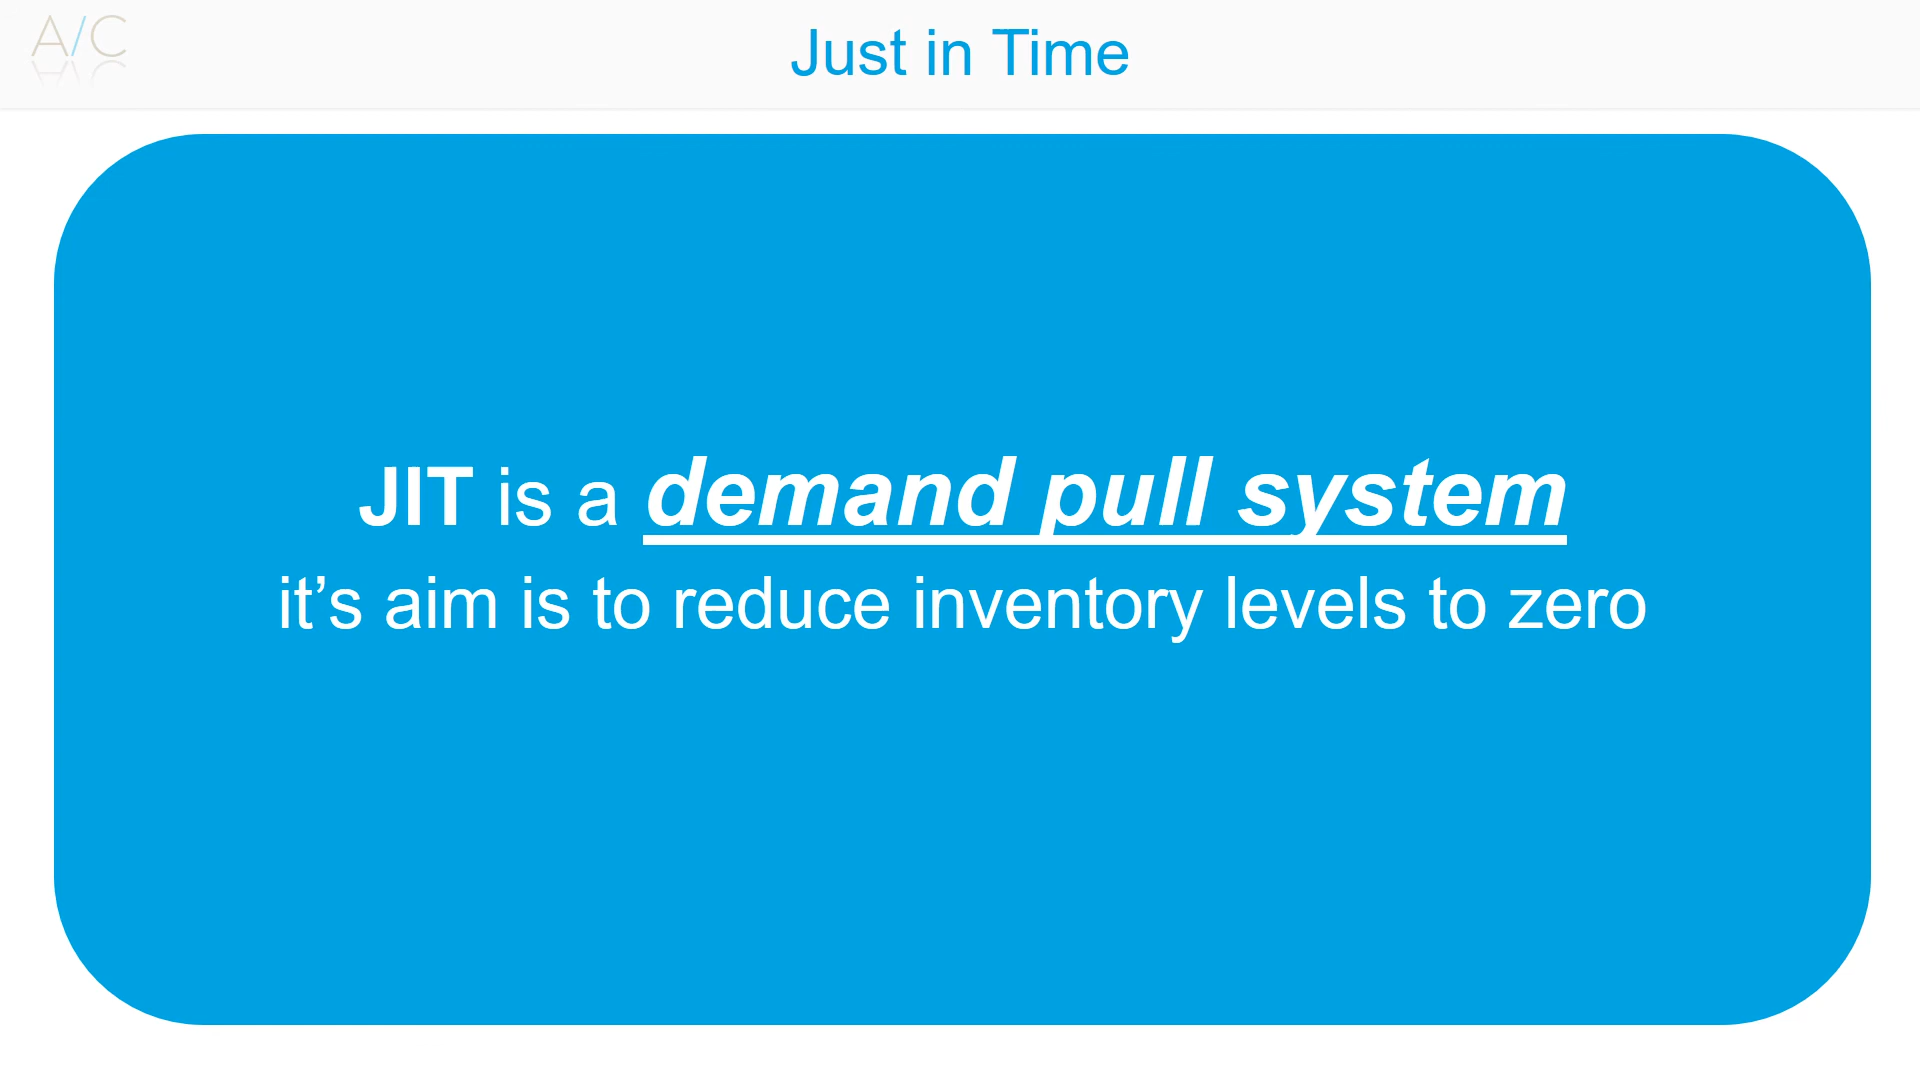 A/C
Just in Time
JIT is a demand pull system
it’s aim is to reduce inventory levels to zero